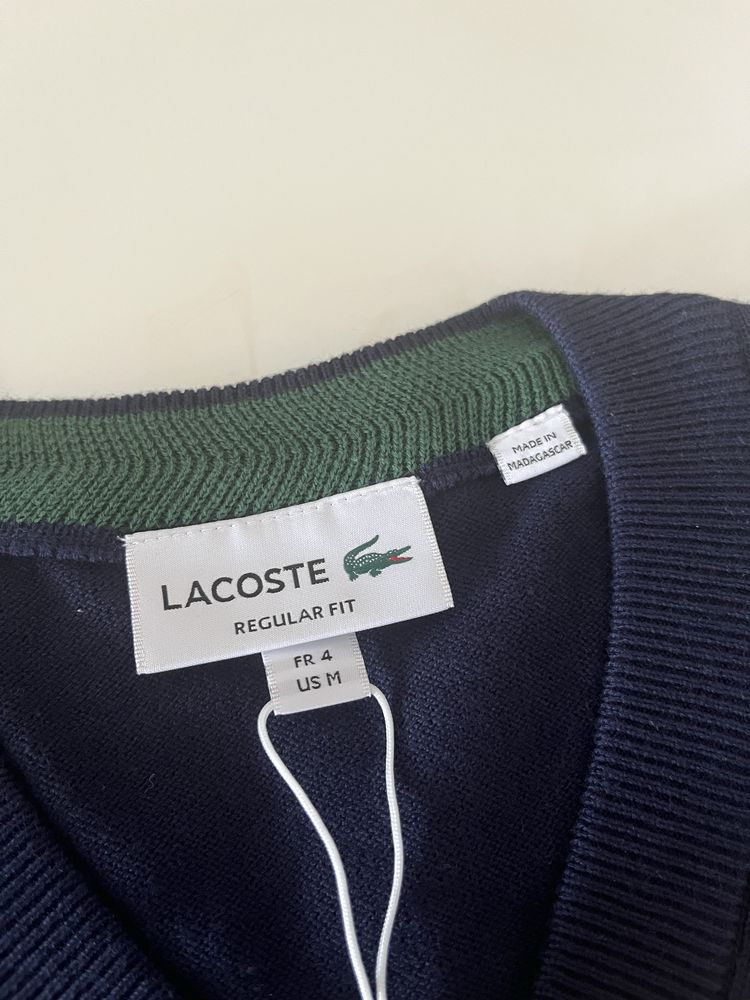 MADE IN
MADAGASCAR
LACOSTE
REGULAR FIT
FR 4
US M